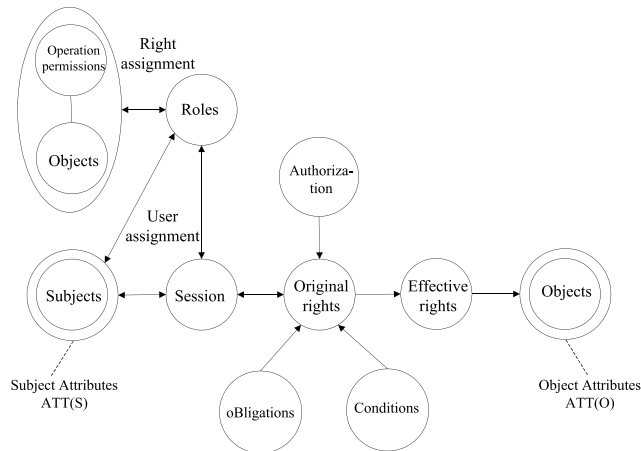 Operation
permissions
Right
assignment
Roles
Objects
Authoriza-
tion
User
assignment
Subjects
Session
Original
rights
Effective
rights
Objects
Subject Attributes
ATT(S)
oBligations
Conditions
Object Attributes
ATT(O)